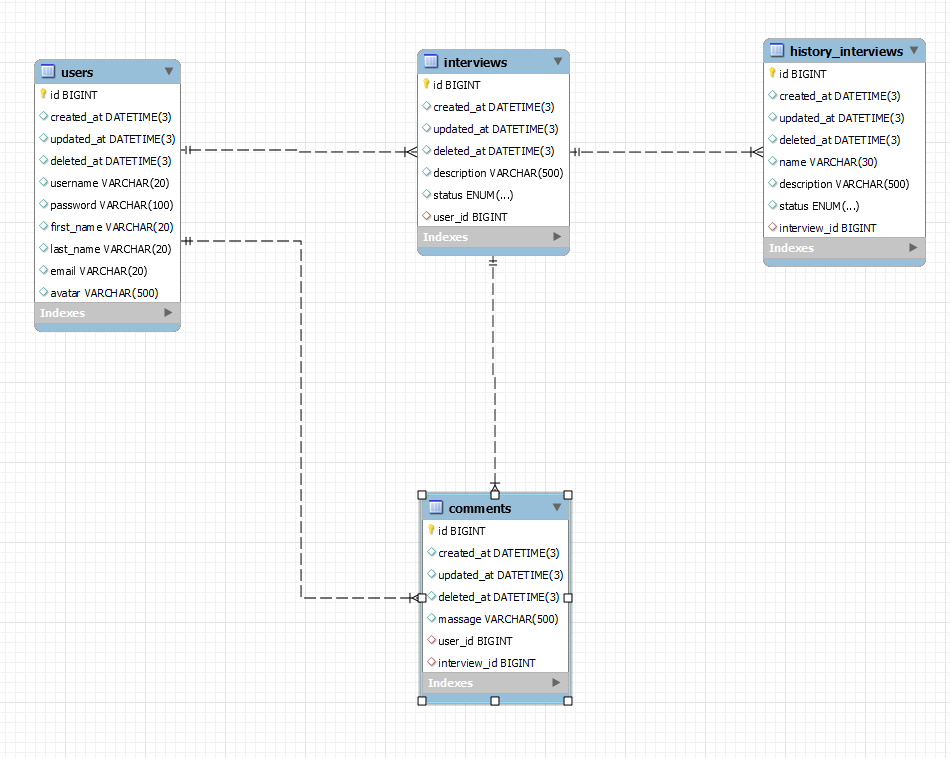 users
id BIGINT
created_at DATETIME(3)
updated_at DATETIME(3)
deleted_at DATETIME(3)
username VARCHAR(20)
password VARCHAR(100)
first_name VARCHAR(20)
last_name VARCHAR(20)
email VARCHAR(20)
avatar VARCHAR(500)
Indexes
interviews
id BIGINT
created_at DATETIME(3)
updated_at DATETIME(3)
deleted_at DATETIME(3)
description VARCHAR(500)
status ENUM(...)
user_id BIGINT
Indexes
history_interviews
id BIGINT
created_at DATETIME(3)
updated_at DATETIME(3)
deleted_at DATETIME(3)
name VARCHAR(30)
description VARCHAR(500)
status ENUM(...)
interview_id BIGINT
Indexes
comments
id BIGINT
created_at DATETIME(3)
updated_at DATETIME(3)
deleted_at DATETIME(3)
massage VARCHAR(500)
user_id BIGINT
interview_id BIGINT
Indexes